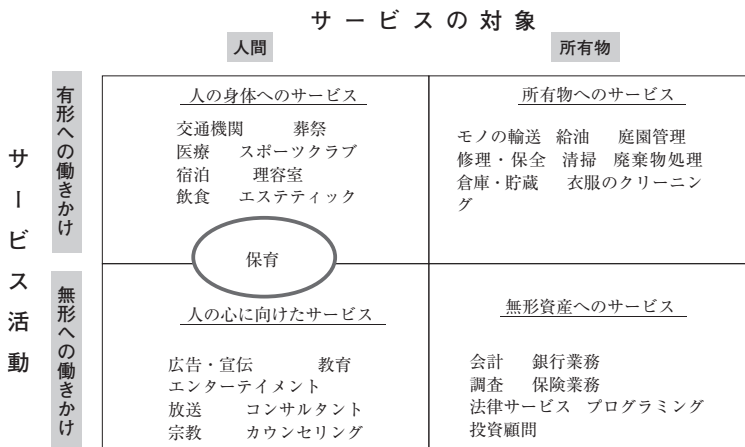 サービスの対象
人間
所有物
サービス活動
有形への働きかけ
人の身体へのサービス
交通機関 葬祭
医療 スポーツクラブ
宿泊 理容室
飲食 エステティック
所有物へのサービス
モノの輸送 給油 庭園管理
修理・保全 清掃 廃棄物処理
倉庫・貯蔵 衣服のクリーニン
グ
保育
無形への働きかけ
人の心に向けたサービス
広告・宣伝 教育
エンターテイメント
放送 コンサルタント
宗教 カウンセリング
無形資産へのサービス
会計 銀行業務
調査 保険業務
法律サービス プログラミング
投資顧問